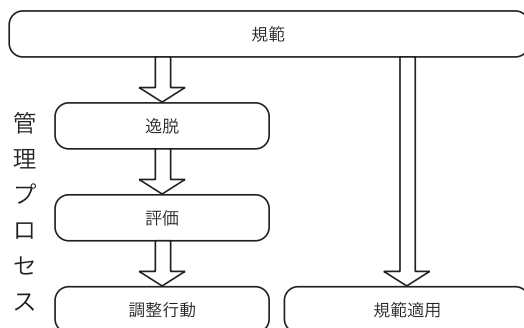 規範
逸脱
評価
調整行動
規範適用
管理プロセス